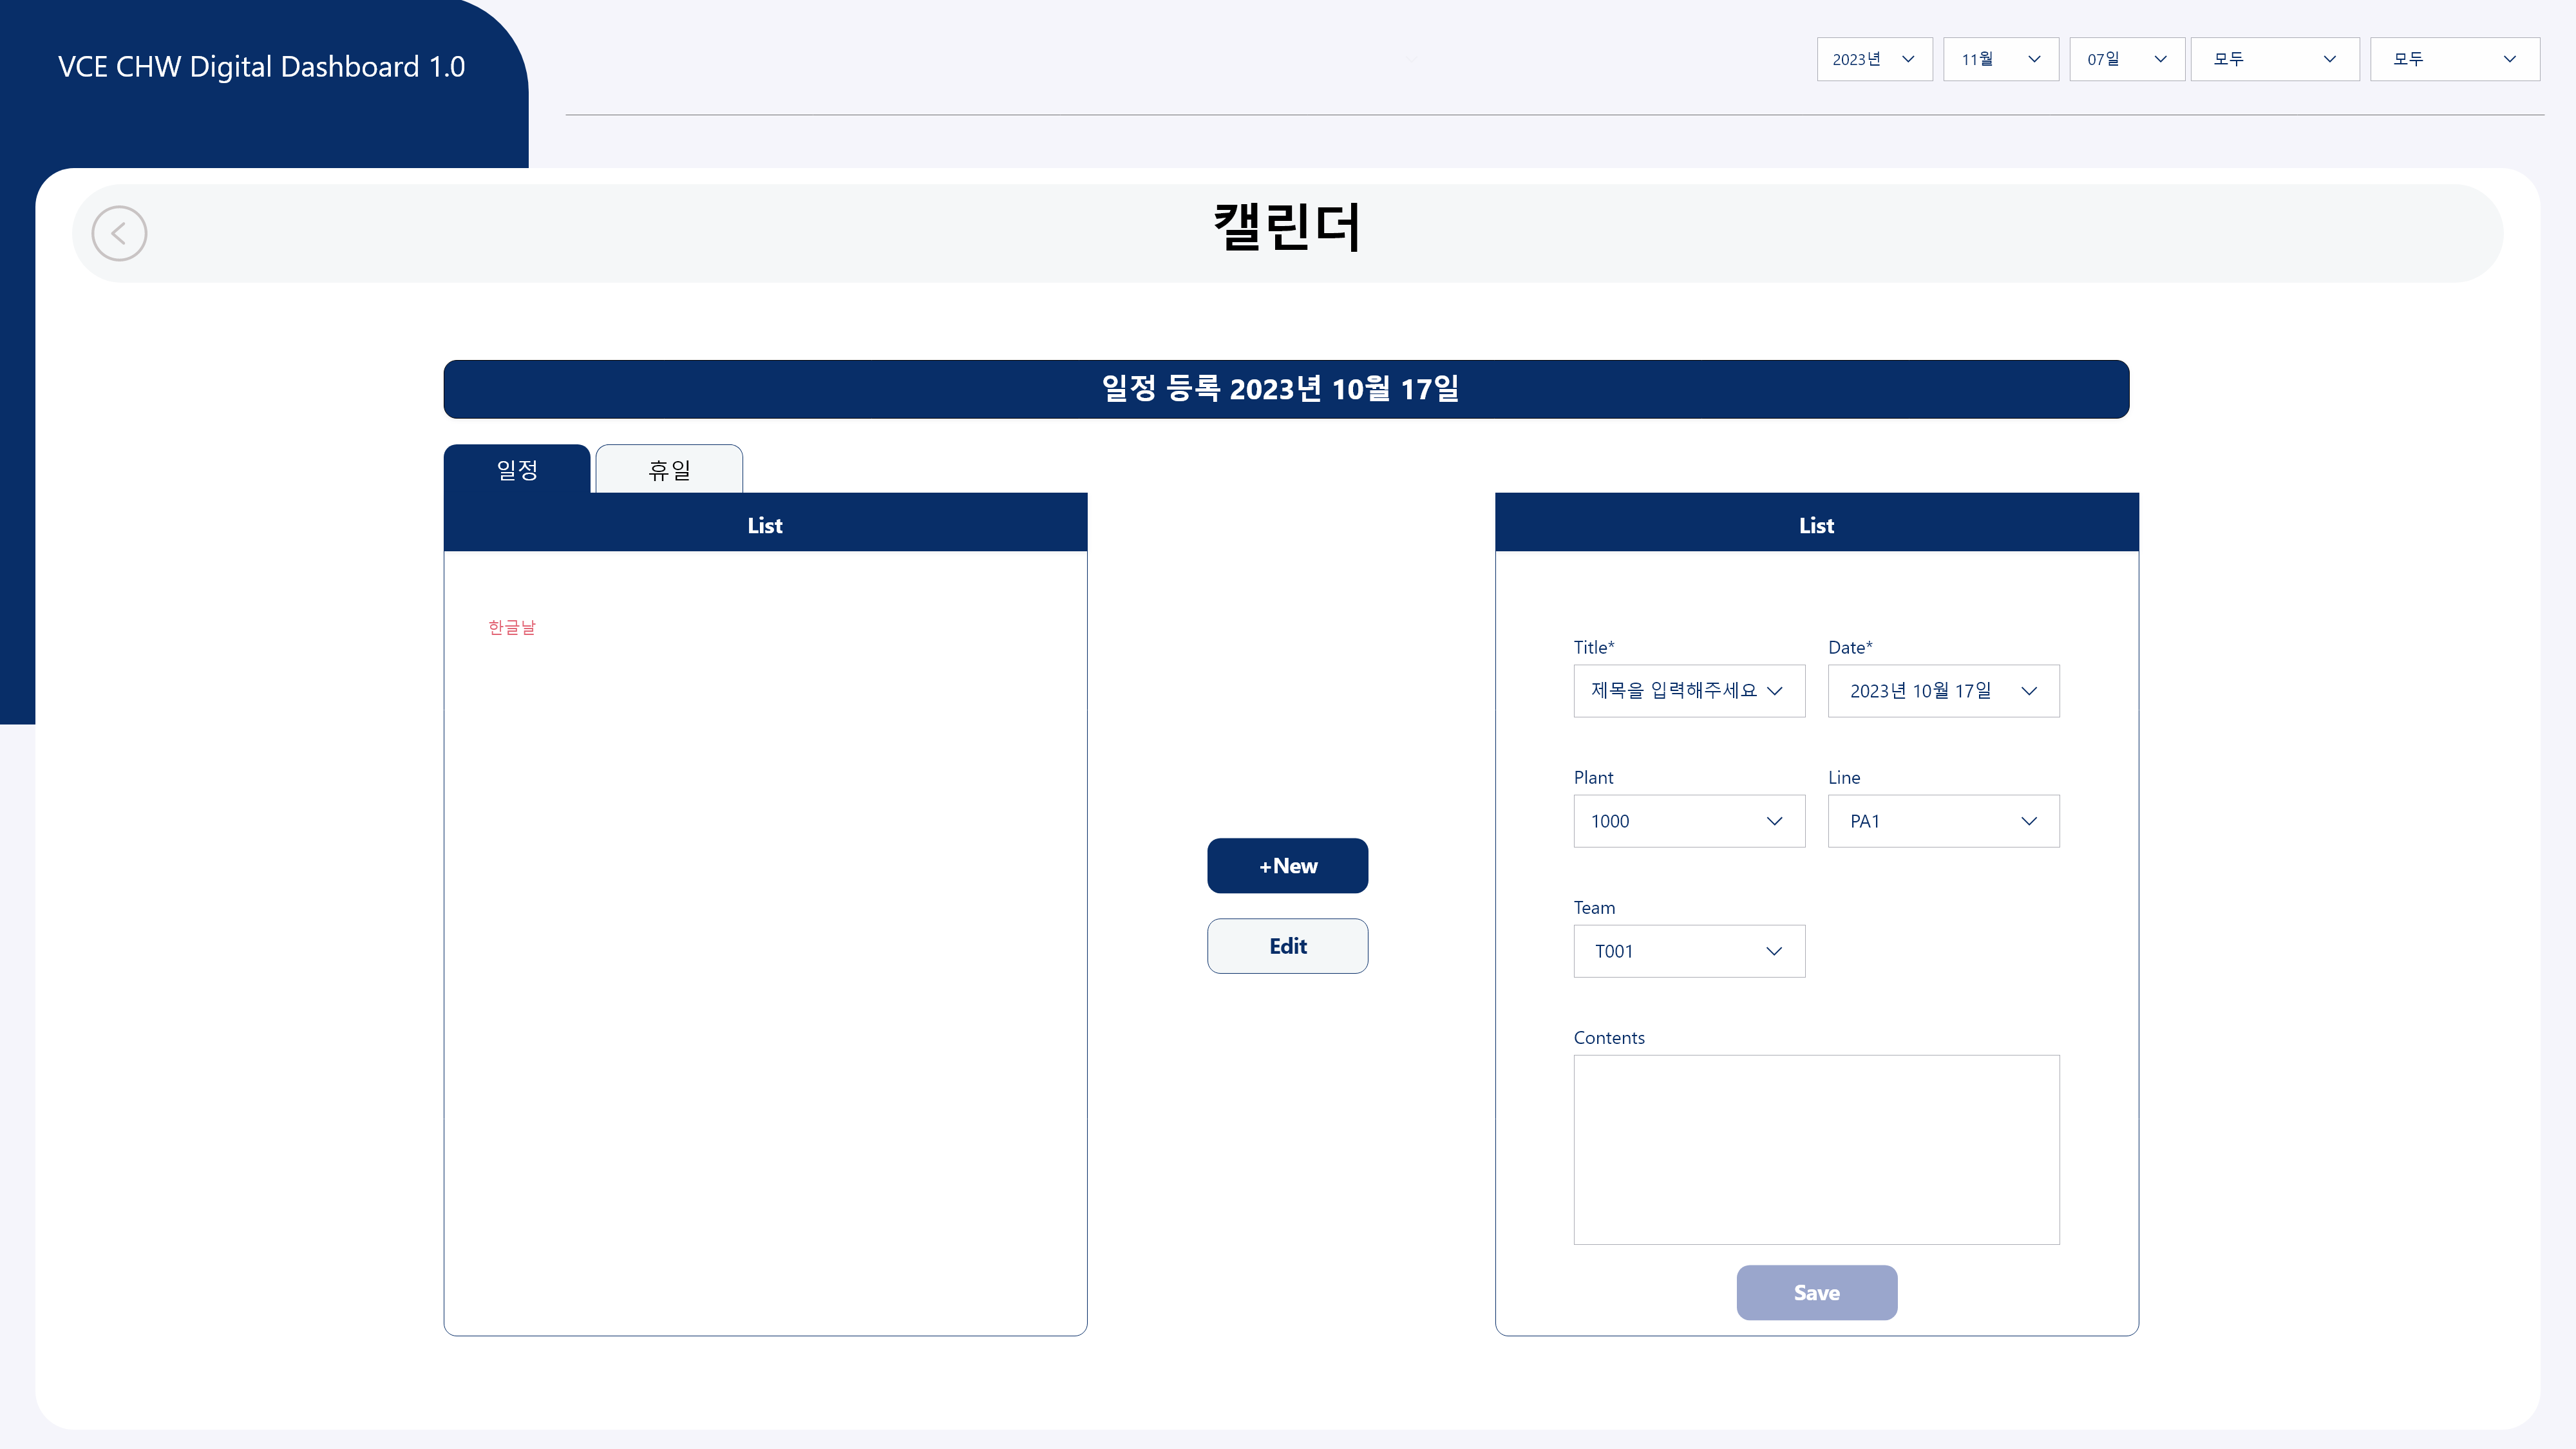 VCE CHW Digital Dashboard 1.0
2023년 11월 07일 모두 모두
캘린더
일정 등록 2023년 10월 17일
일정 휴일
List
한글날
+New
Edit
List
Title* Date*
제목을 입력해주세요 2023년 10월 17일
Plant Line
1000 PA1
Team
T001
Contents
Save